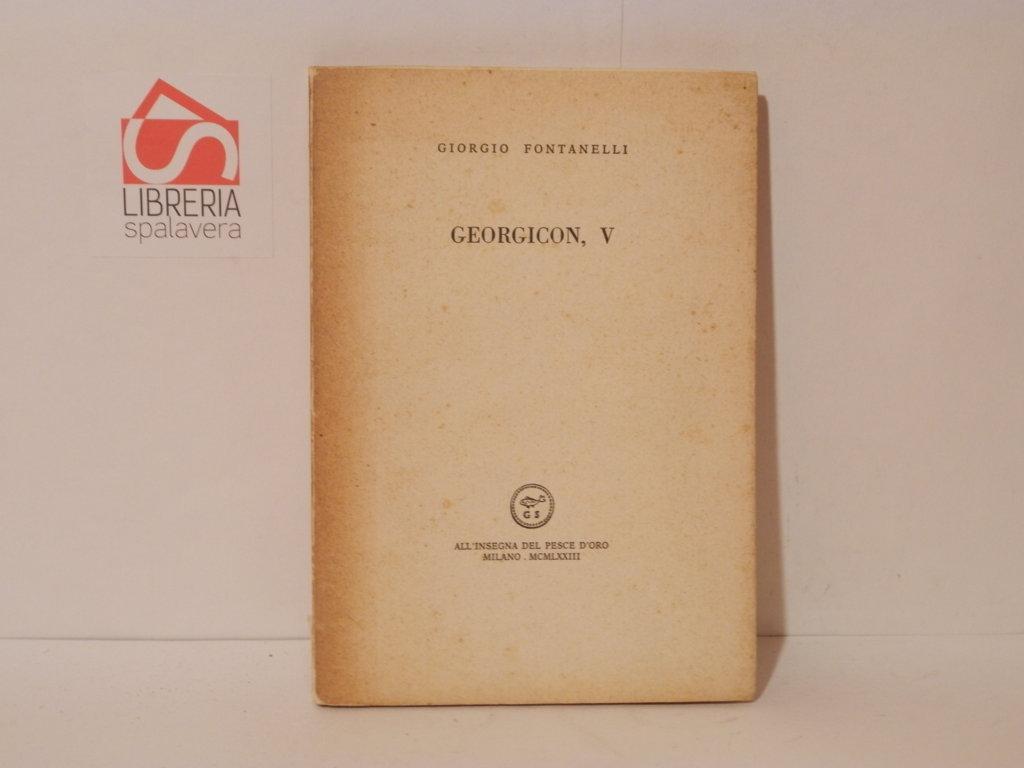 LIBRERIA
spalavera
GIORGIO FONTANELLI
GEORGICON, V
G S
ALL'INSEGNA DEL PESCE D'ORO
MILANO . MCMLXXIII